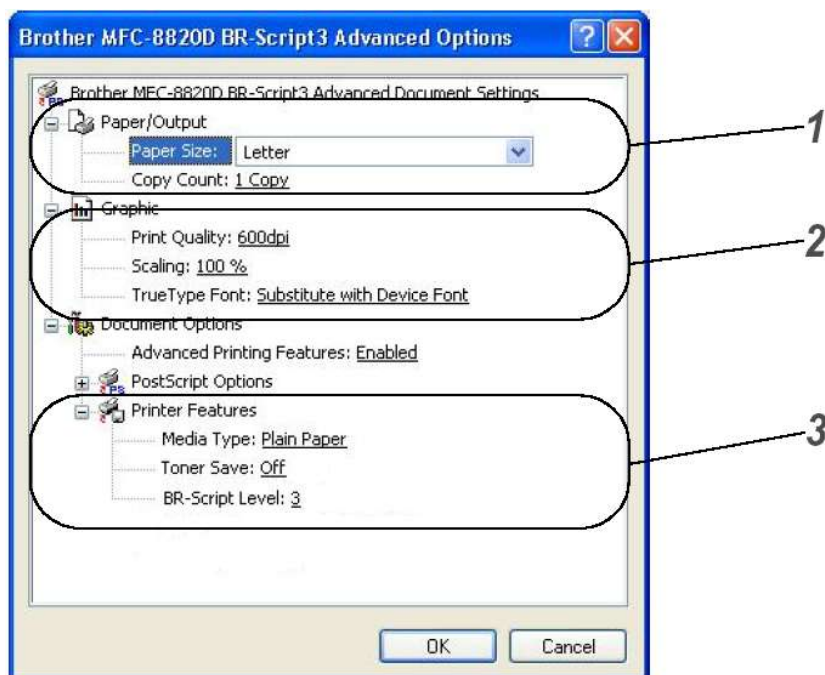 Brother MFC-8820D BR-Script3 Advanced Options
Brother MFC-8820D BR-Script3 Advanced Document Settings
Paper/Output
1
Paper Size: Letter
Copy Count: 1 Copy
Graphic
Print Quality: 600dpi
2
Scaling: 100 %
TrueType Font: Substitute with Device Font
Document Options
Advanced Printing Features: Enabled
PostScript Options
Printer Features
3
Media Type: Plain Paper
Toner Save: Off
BR-Script Level: 3
OK Cancel